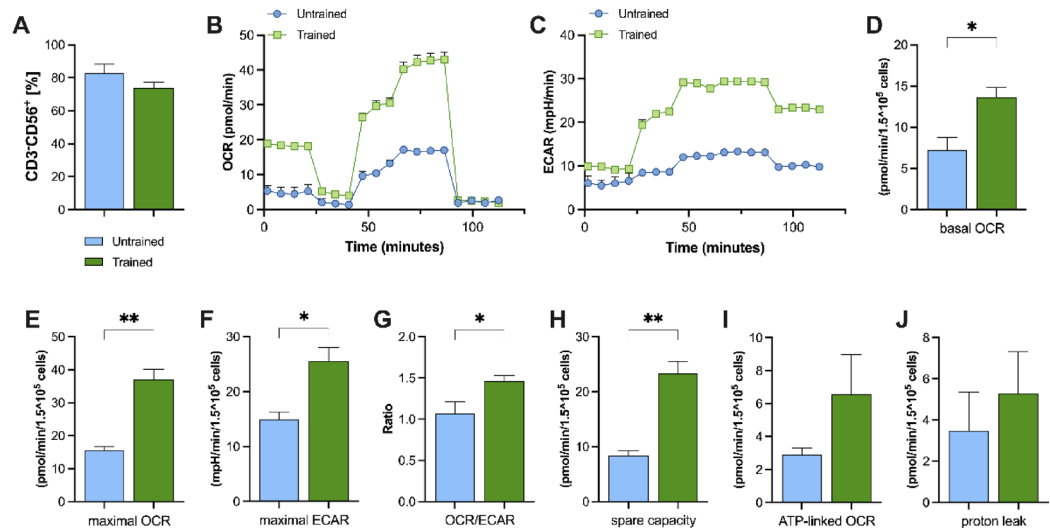 A
CD3-CD56+ [%]
100
80
60
40
20
0
Untrained
Trained
B
Untrained
Trained
OCR (pmol/min)
50
40
30
20
10
0
0
50
100
Time (minutes)
C
Untrained
Trained
ECAR (mpH/min)
40
30
20
10
0
0
50
100
Time (minutes)
D
(pmol/min/1.5^10⁵ cells)
15
10
5
0
*
basal OCR
E
(pmol/min/1.5^10⁵ cells)
50
40
30
20
10
0
**
maximal OCR
F
(mpH/min/1.5^10⁵ cells)
30
20
10
0
*
maximal ECAR
G
Ratio
2.0
1.5
1.0
0.5
0.0
*
OCR/ECAR
H
(pmol/min/1.5^10⁵ cells)
30
20
10
0
**
spare capacity
I
(pmol/min/1.5^10⁵ cells)
10
8
6
4
2
0
ATP-linked OCR
J
(pmol/min/1.5^10⁵ cells)
8
6
4
2
0
proton leak